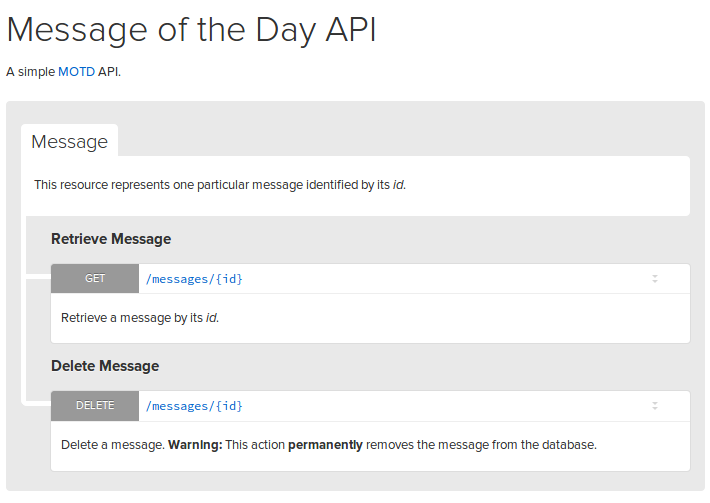 Message of the Day API
A simple MOTD API.
Message
This resource represents one particular message identified by its id.
Retrieve Message
GET /messages/{id}
Retrieve a message by its id.
Delete Message
DELETE /messages/{id}
Delete a message. Warning: This action permanently removes the message from the database.